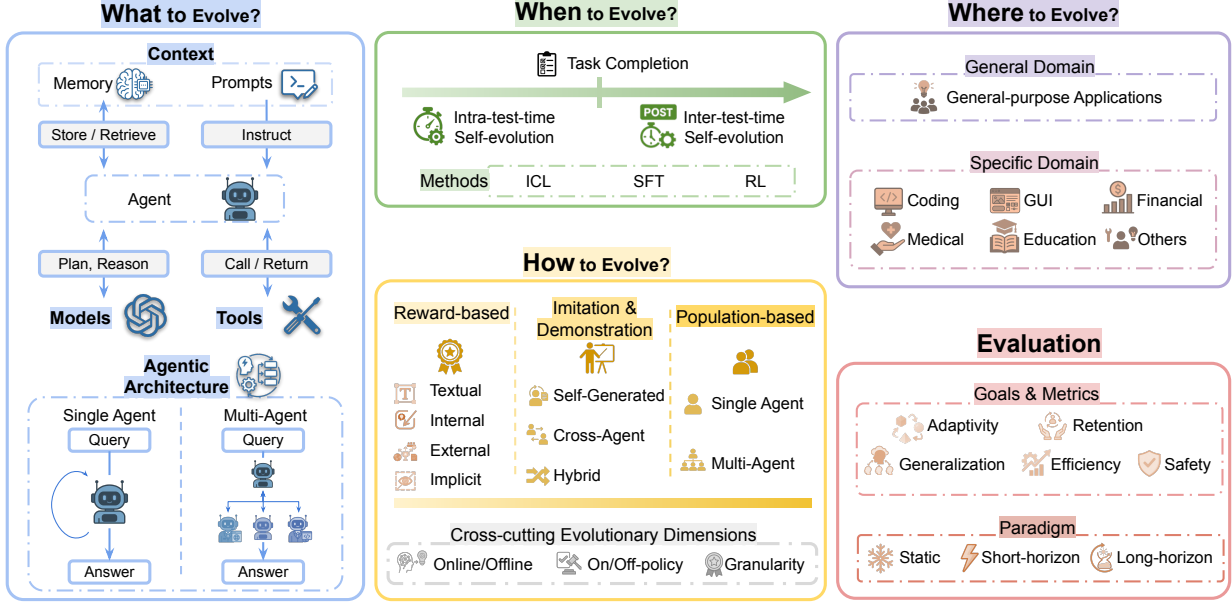 What to Evolve?
Context
Memory
Prompts
Store / Retrieve
Instruct
Agent
Plan, Reason
Call / Return
Models
Tools
Agentic
Architecture
Single Agent
Multi-Agent
Query
Query
Answer
Answer
When to Evolve?
Task Completion
Intra-test-time
Self-evolution
POST
Inter-test-time
Self-evolution
Methods
ICL
SFT
RL
How to Evolve?
Reward-based
Textual
Internal
External
Implicit
Imitation &
Demonstration
Self-Generated
Cross-Agent
Hybrid
Population-based
Single Agent
Multi-Agent
Cross-cutting Evolutionary Dimensions
Online/Offline
On/Off-policy
Granularity
Where to Evolve?
General Domain
General-purpose Applications
Specific Domain
Coding
GUI
Financial
Medical
Education
Others
Evaluation
Goals & Metrics
Adaptivity
Retention
Generalization
Efficiency
Safety
Paradigm
Static
Short-horizon
Long-horizon